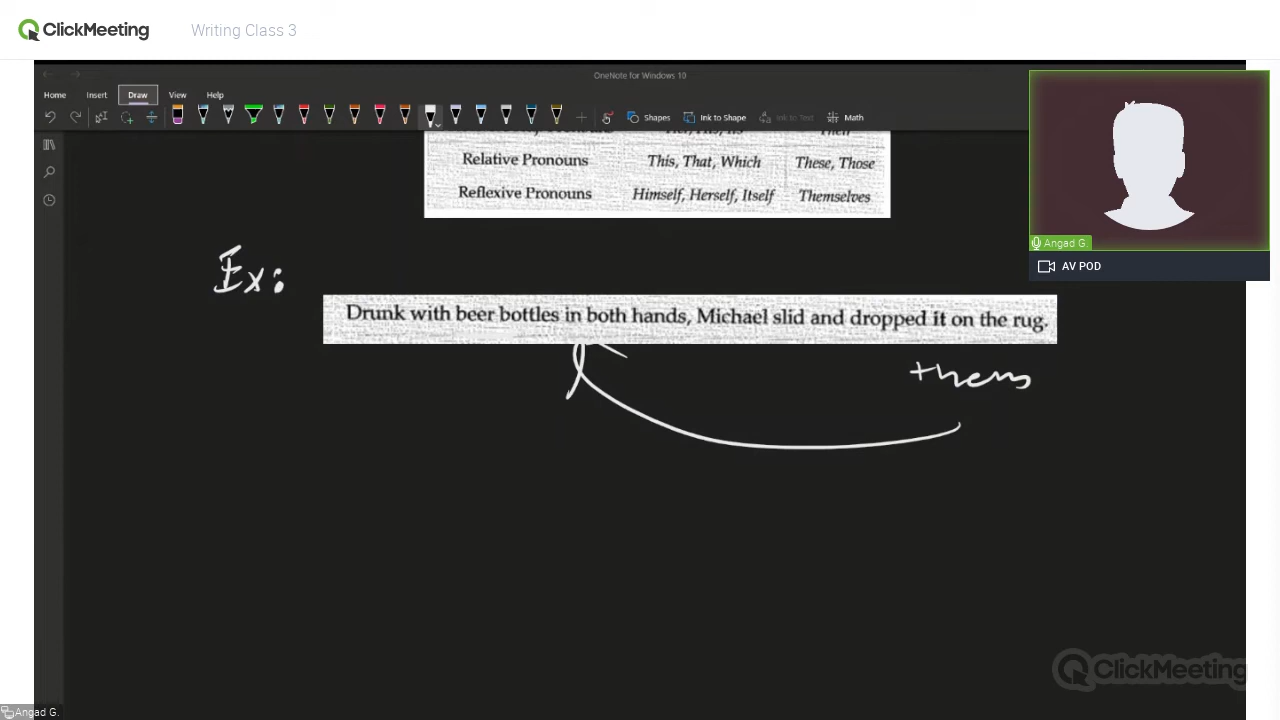 ClickMeeting Writing Class 3
OneNote for Windows 10
Home Insert Draw View Help
Shapes Ink to Shape Ink to Text Math
Relative Pronouns This, That, Which These, Those
Reflexive Pronouns Himself, Herself, Itself Themselves
Angad G.
AV POD
Ex:
Drunk with beer bottles in both hands, Michael slid and dropped it on the rug.
them
ClickMeeting
Angad G.